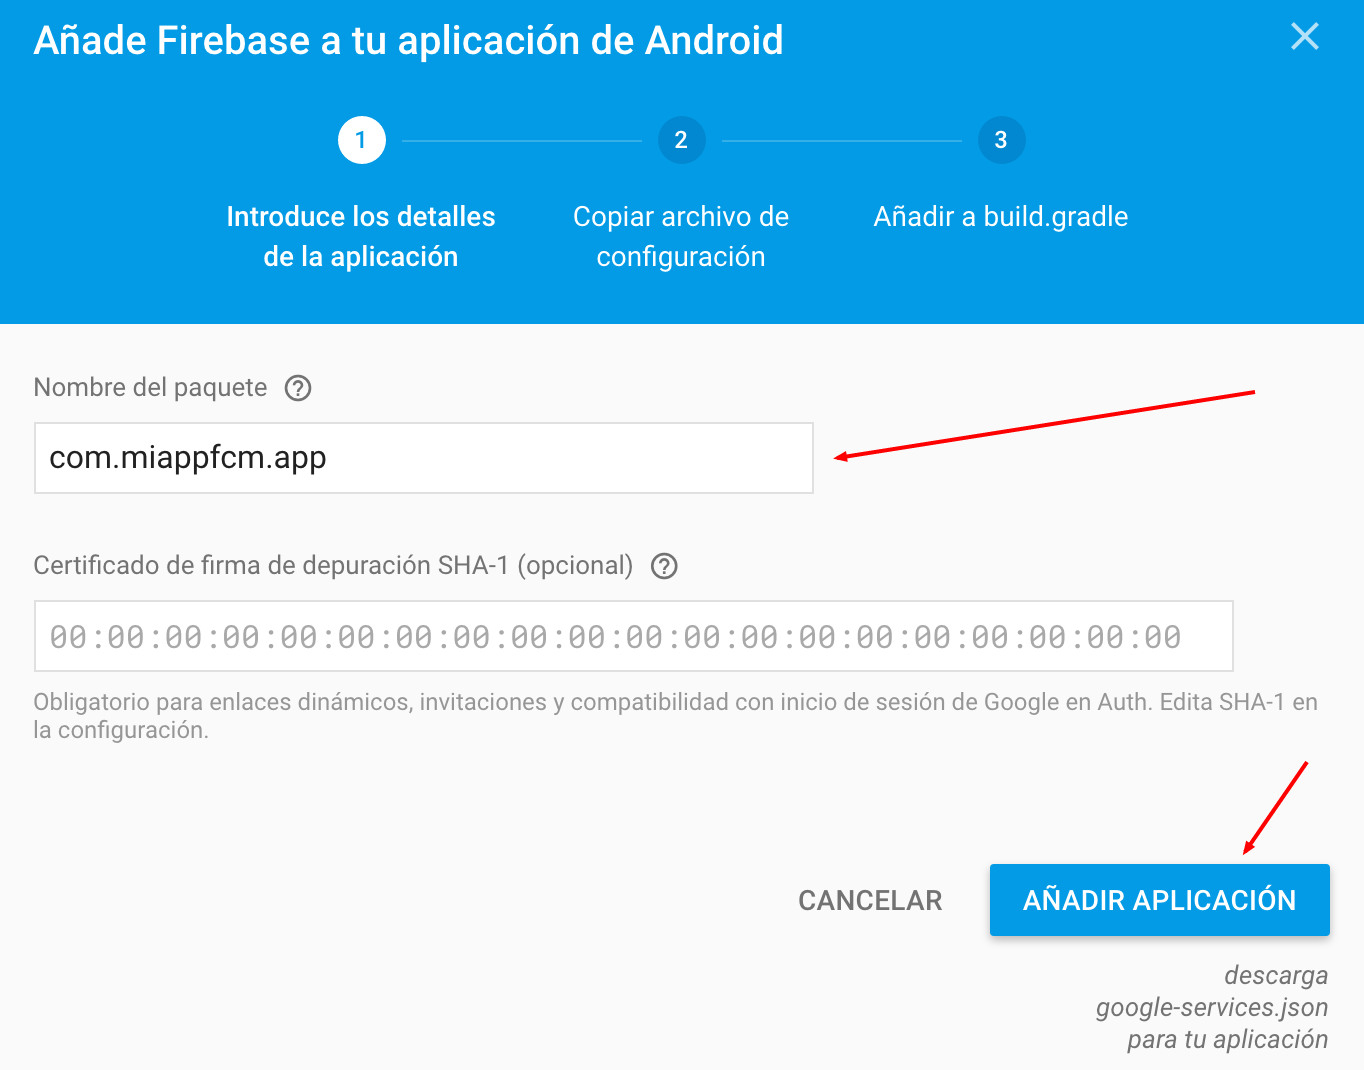 Añade Firebase a tu aplicación de Android
1
2
3
Introduce los detalles
de la aplicación
Copiar archivo de
configuración
Añadir a build.gradle
Nombre del paquete
com.miappfcm.app
Certificado de firma de depuración SHA-1 (opcional)
00:00:00:00:00:00:00:00:00:00:00:00:00:00:00:00:00:00:00:00
Obligatorio para enlaces dinámicos, invitaciones y compatibilidad con inicio de sesión de Google en Auth. Edita SHA-1 en
la configuración.
CANCELAR
AÑADIR APLICACIÓN
descarga
google-services.json
para tu aplicación